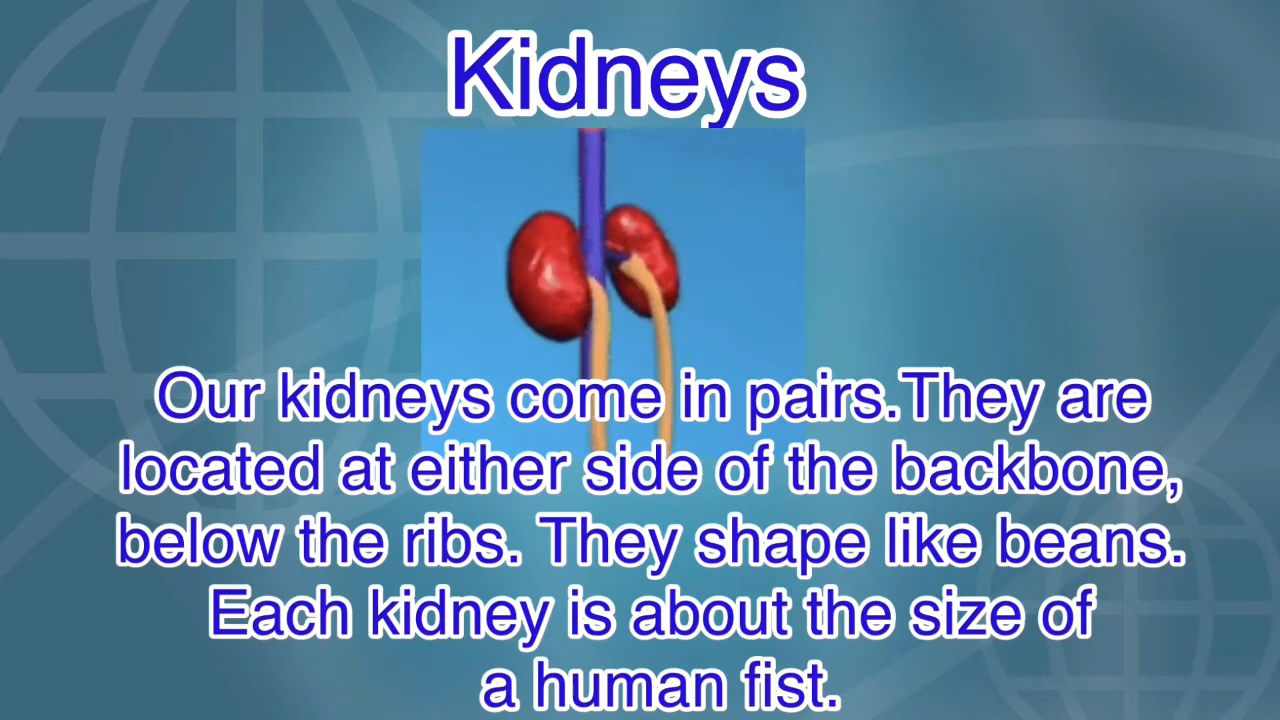 Kidneys
Our kidneys come in pairs.They are
located at either side of the backbone,
below the ribs. They shape like beans.
Each kidney is about the size of
a human fist.